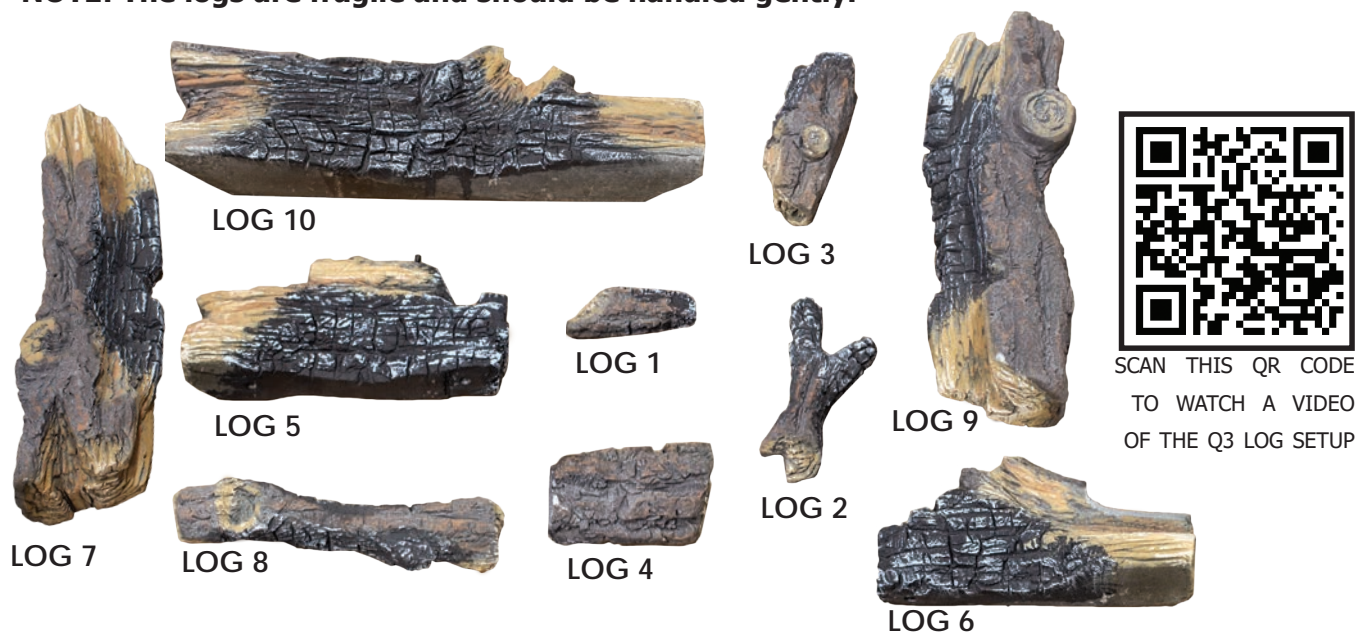 NOTE: The logs are fragile and should be handled gently.
LOG 10
LOG 3
LOG 1
LOG 5
LOG 9
SCAN THIS QR CODE
TO WATCH A VIDEO
OF THE Q3 LOG SETUP
LOG 2
LOG 7
LOG 8
LOG 4
LOG 6